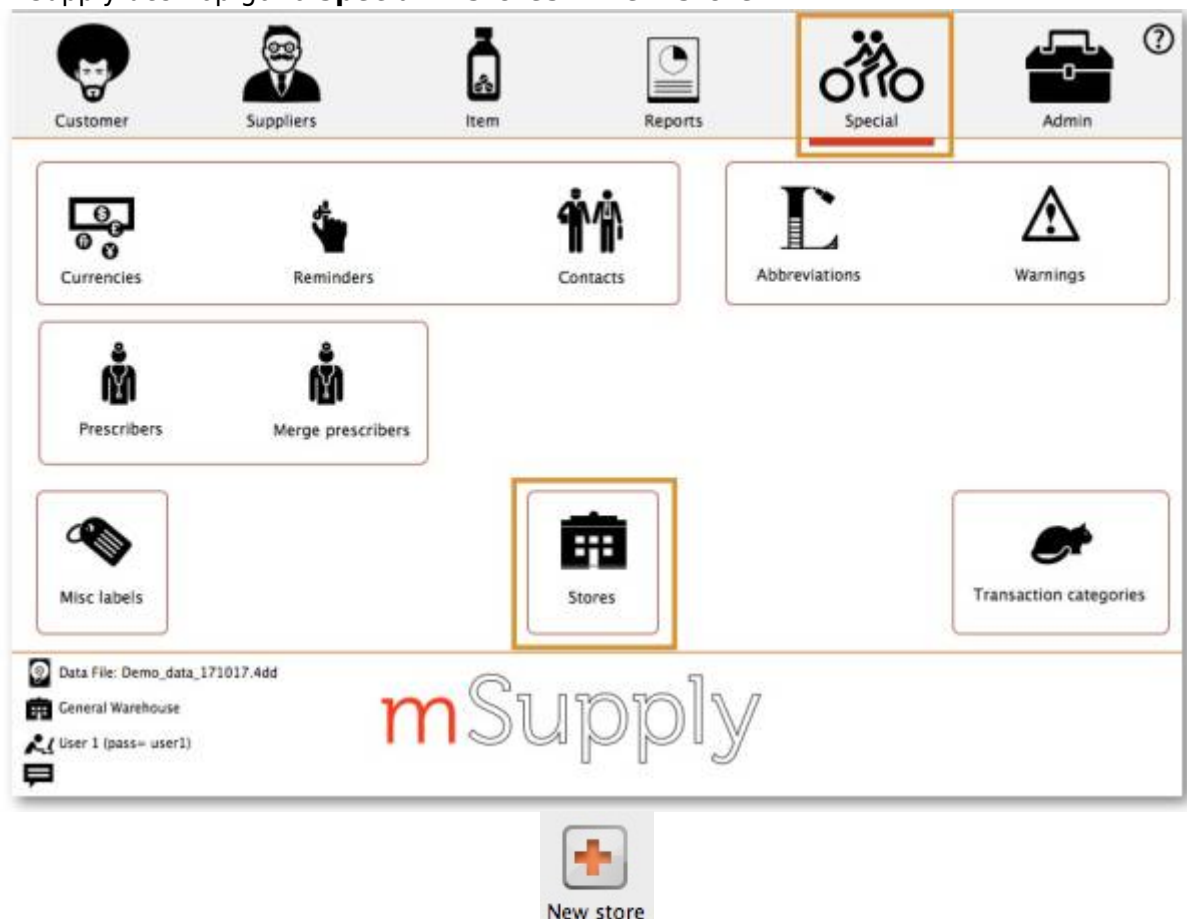 Customer
Suppliers
Item
Reports
Special
Admin
?
Currencies
Reminders
Contacts
Abbreviations
Warnings
Prescribers
Merge prescribers
Misc labels
Stores
Transaction categories
Data File: Demo_data_171017.4dd
General Warehouse
User 1 (pass= user1)
mSupply
New store